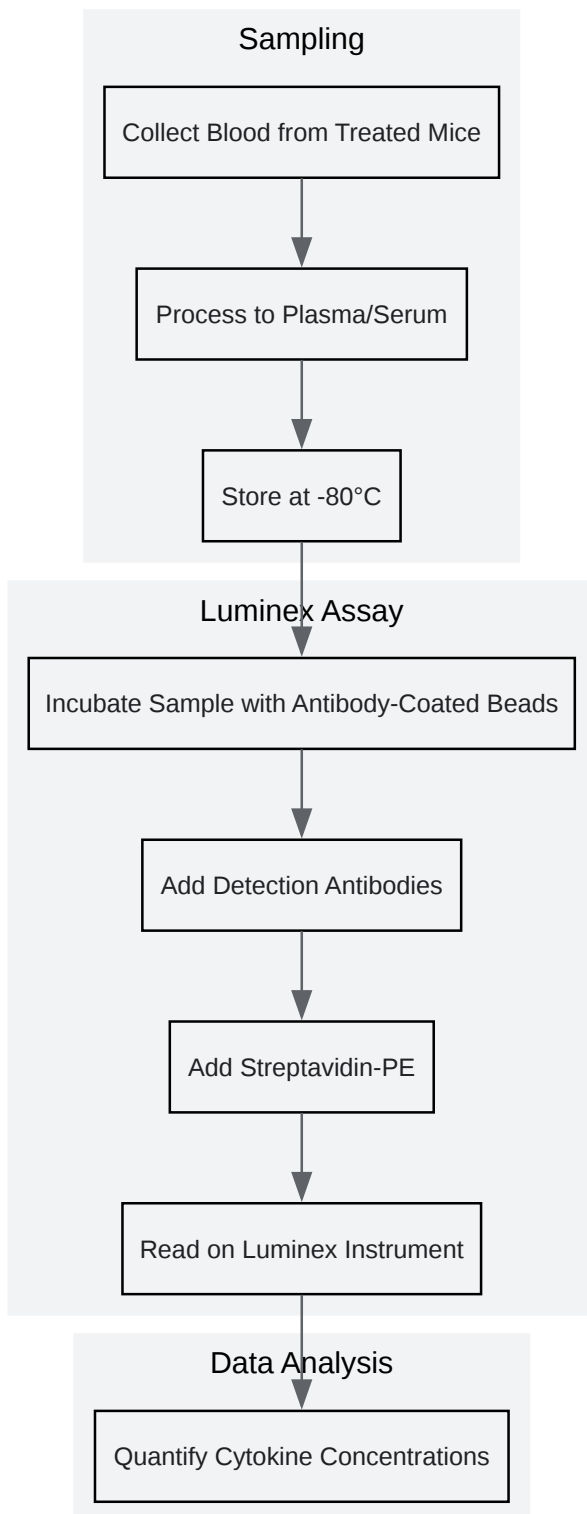 Sampling
Collect Blood from Treated Mice
Process to Plasma/Serum
Store at -80°C
Luminex Assay
Incubate Sample with Antibody-Coated Beads
Add Detection Antibodies
Add Streptavidin-PE
Read on Luminex Instrument
Data Analysis
Quantify Cytokine Concentrations